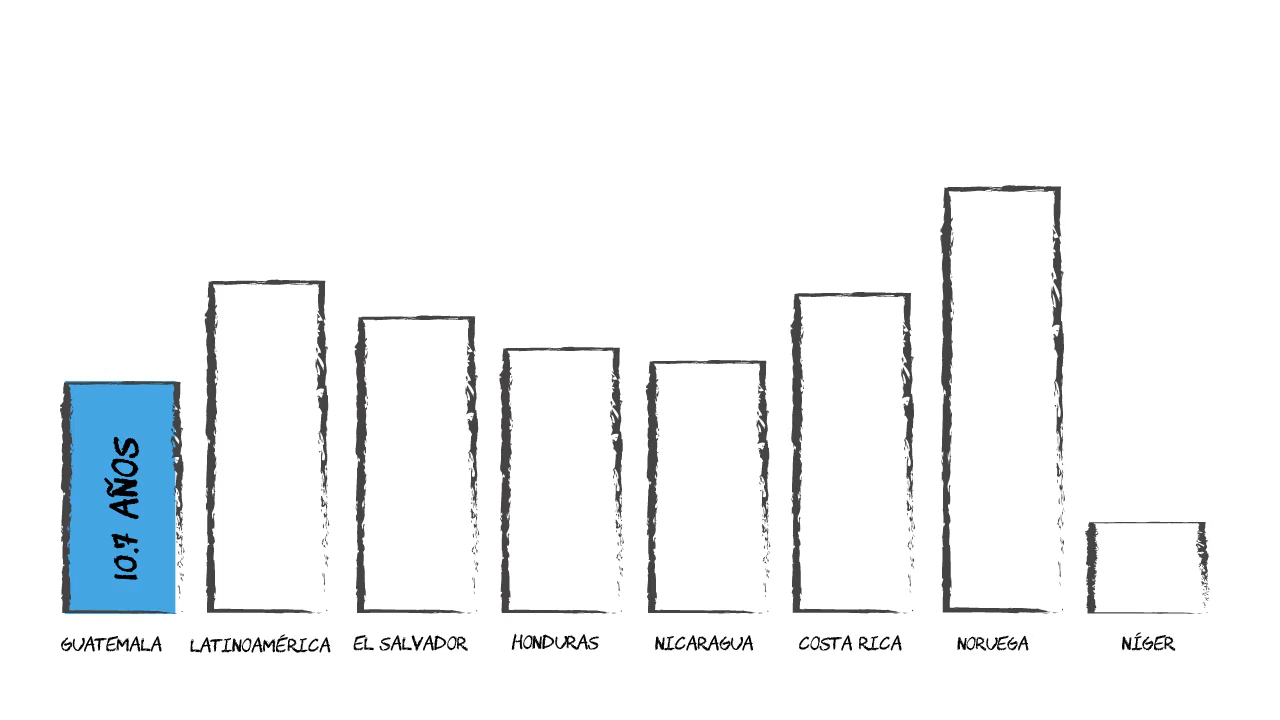 10.7 AÑOS
GUATEMALA
LATINOAMÉRICA
EL SALVADOR
HONDURAS
NICARAGUA
COSTA RICA
NORUEGA
NÍGER